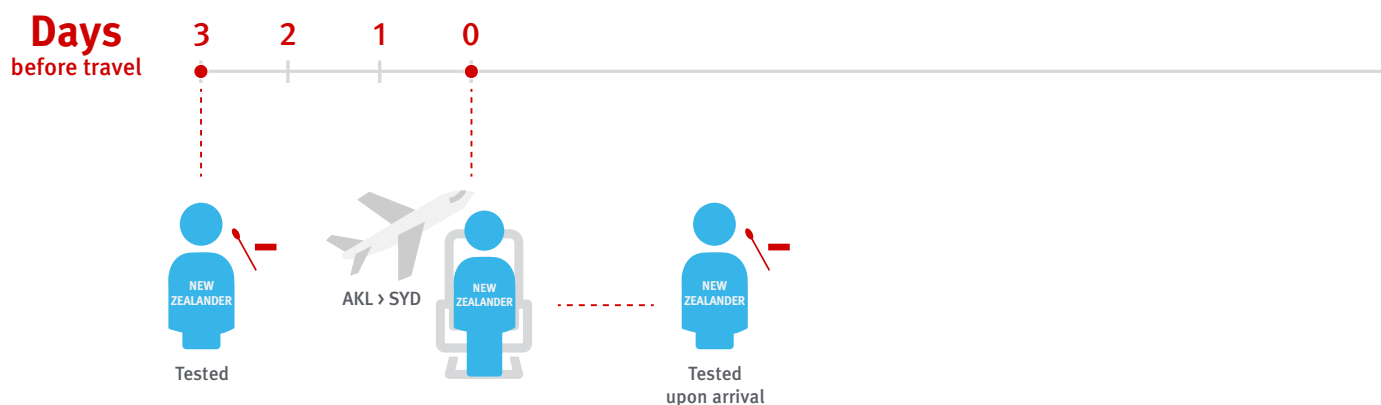 Days
before travel
3 2 1 0
NEW
ZEALANDER
Tested
AKL > SYD
NEW
ZEALANDER
NEW
ZEALANDER
Tested
upon arrival